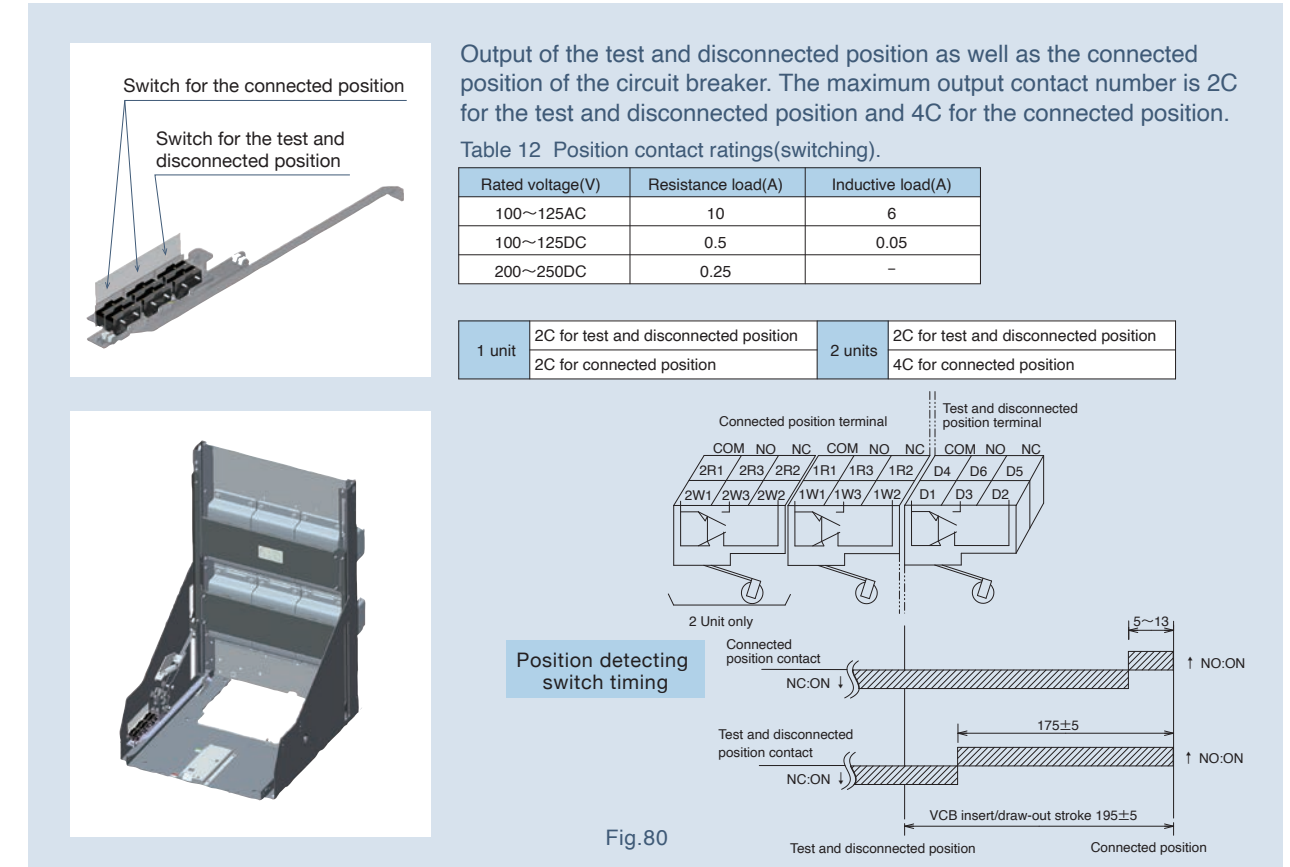 Switch for the connected position
Switch for the test and
disconnected position
Output of the test and disconnected position as well as the connected
position of the circuit breaker. The maximum output contact number is 2C
for the test and disconnected position and 4C for the connected position.
Table 12 Position contact ratings(switching).
Rated voltage(V) Resistance load(A) Inductive load(A)
100～125AC 10 6
100～125DC 0.5 0.05
200～250DC 0.25 −
1 unit
2C for test and disconnected position
2C for connected position
2 units
2C for test and disconnected position
4C for connected position
Connected position terminal
Test and disconnected
position terminal
COM NO NC COM NO NC COM NO NC
2R1 2R3 2R2 1R1 1R3 1R2 D4 D6 D5
2W1 2W3 2W2 1W1 1W3 1W2 D1 D3 D2
2 Unit only
Position detecting
switch timing
Connected
position contact
NC:ON ↓
5～13
↑ NO:ON
Test and disconnected
position contact
NC:ON ↓
175±5
↑ NO:ON
VCB insert/draw-out stroke 195±5
Test and disconnected position
Connected position
Fig.80